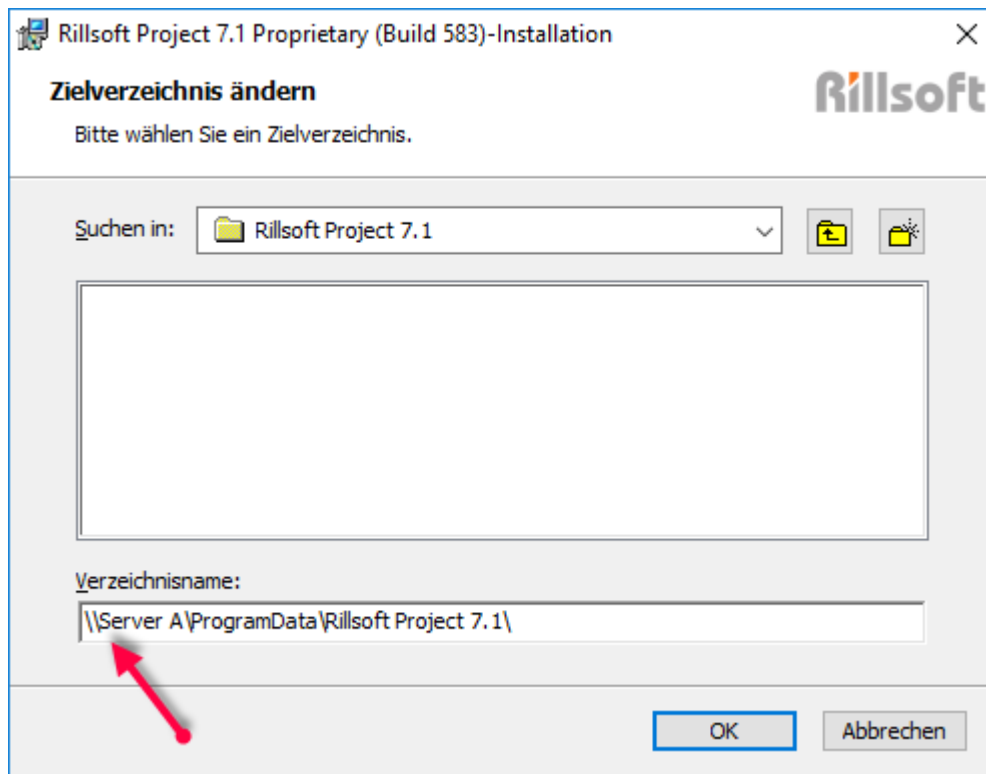 Rillsoft Project 7.1 Proprietary (Build 583)-Installation
Zielverzeichnis ändern
Rillsoft
Bitte wählen Sie ein Zielverzeichnis.
Suchen in: Rillsoft Project 7.1
Verzeichnisname:
\\Server A\ProgramData\Rillsoft Project 7.1\
OK Abbrechen